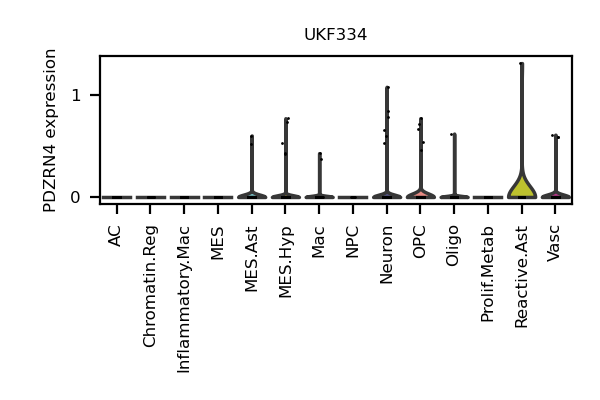 UKF334
PDZRN4 expression
1
0
AC
Chromatin.Reg
Inflammatory.Mac
MES
MES.Ast
MES.Hyp
Mac
NPC
Neuron
OPC
Oligo
Prolif.Metab
Reactive.Ast
Vasc